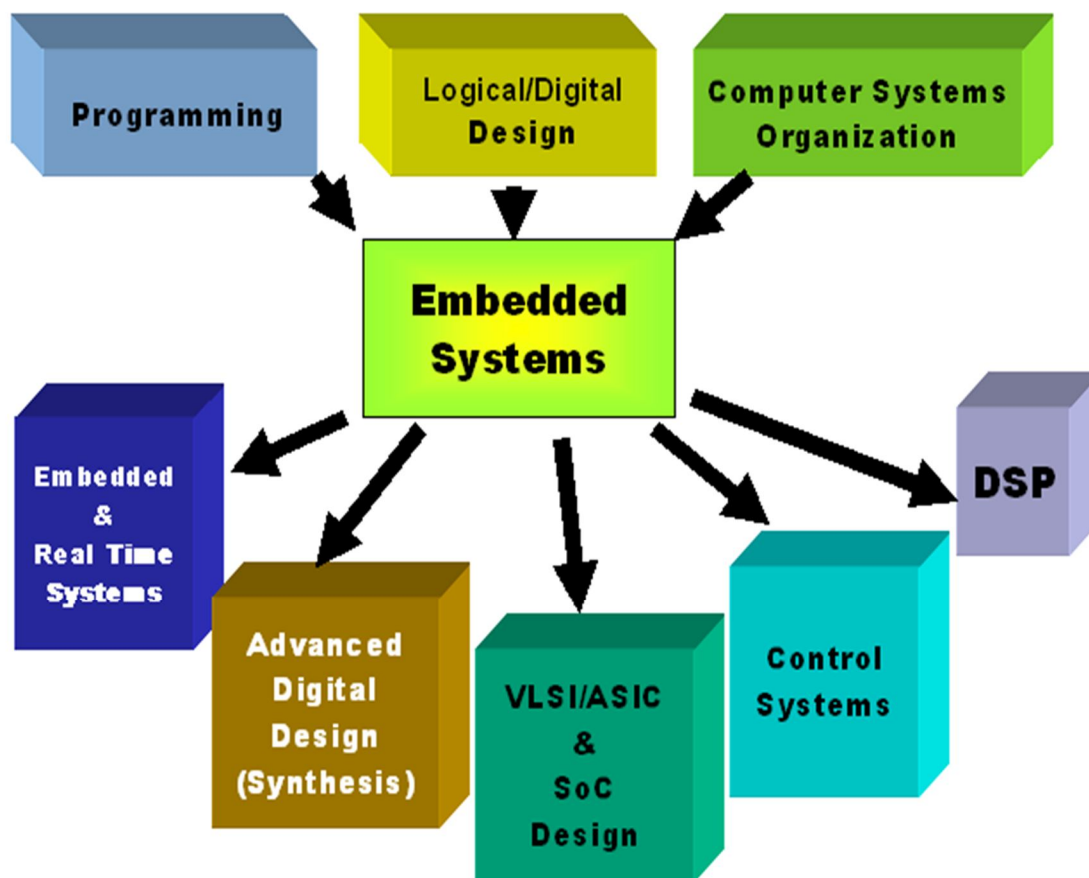 Programming
Logical/Digital
Design
Computer Systems
Organization
Embedded
Systems
Embedded
&
Real Time
Systems
Advanced
Digital
Design
(Synthesis)
VLSI/ASIC
&
SoC
Design
Control
Systems
DSP